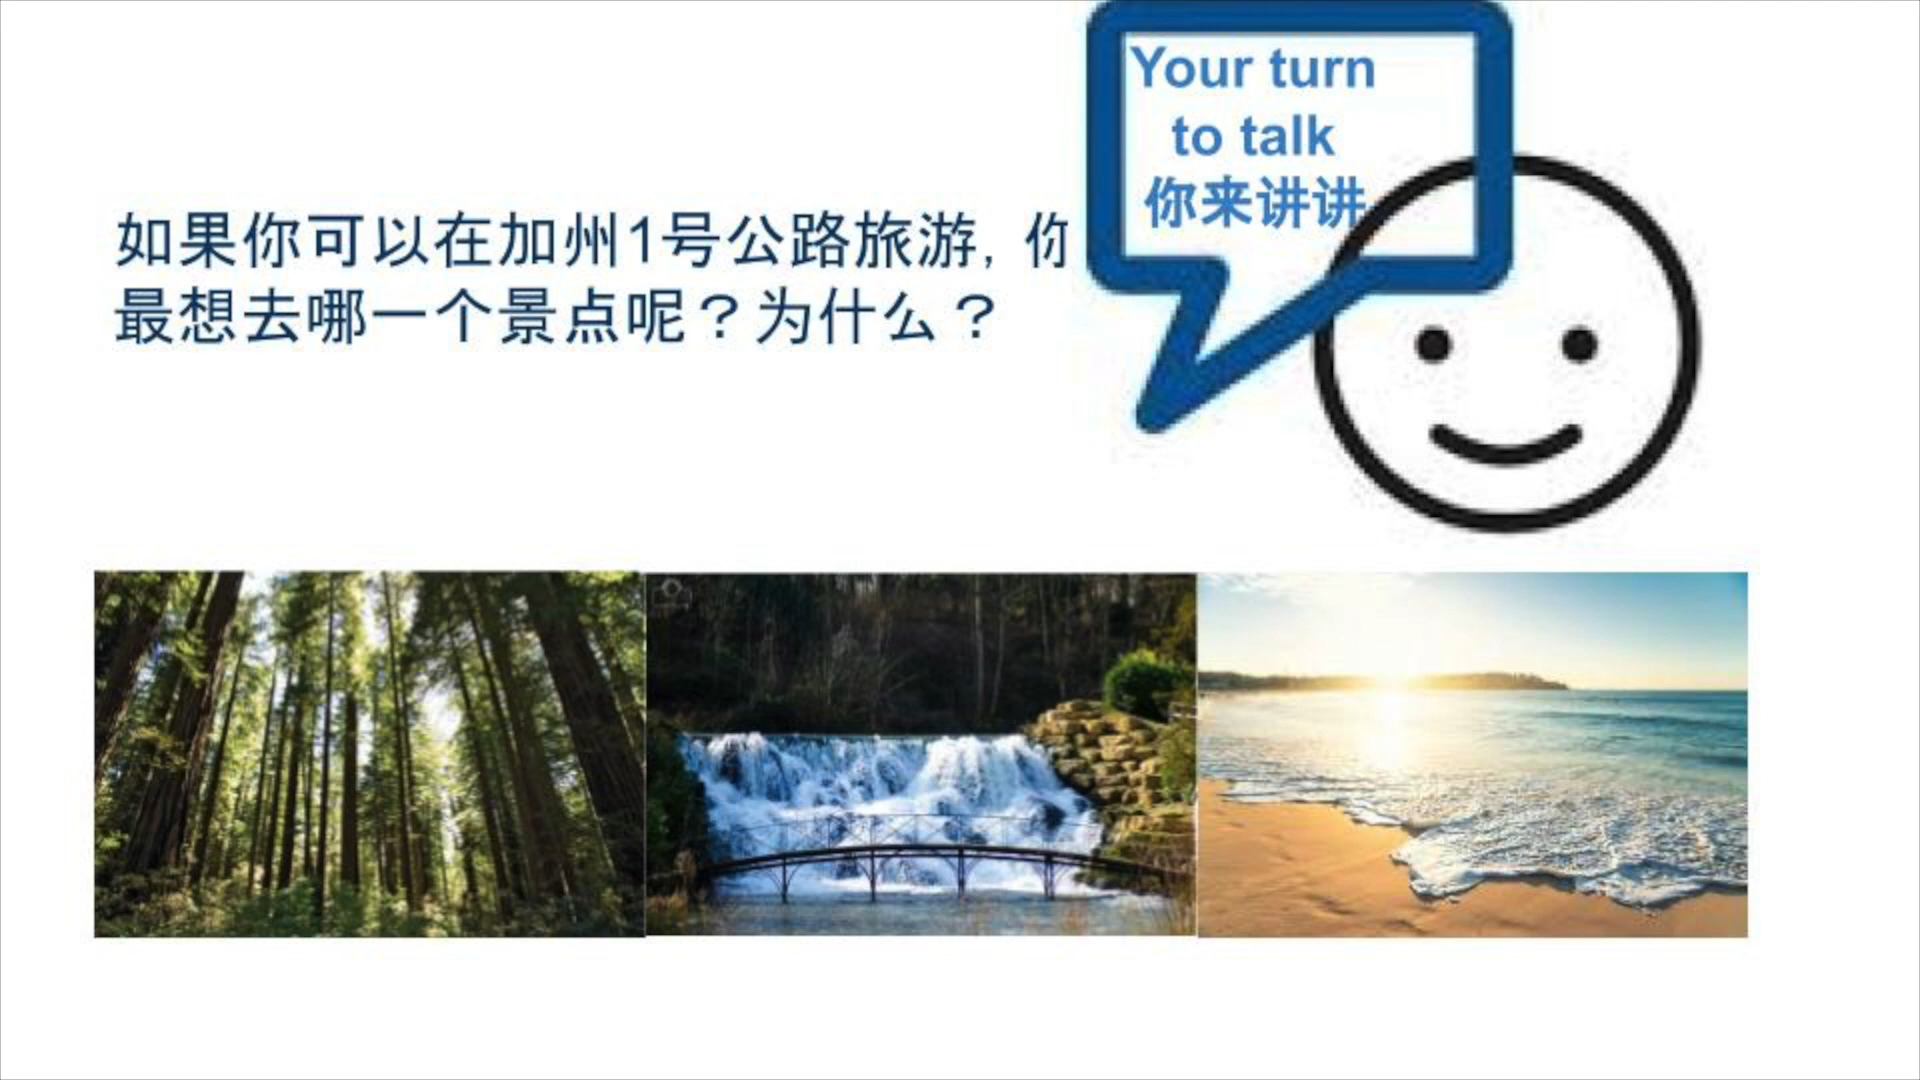 Your turn
to talk
你来讲讲
如果你可以在加州1号公路旅游, 你
最想去哪一个景点呢？为什么？